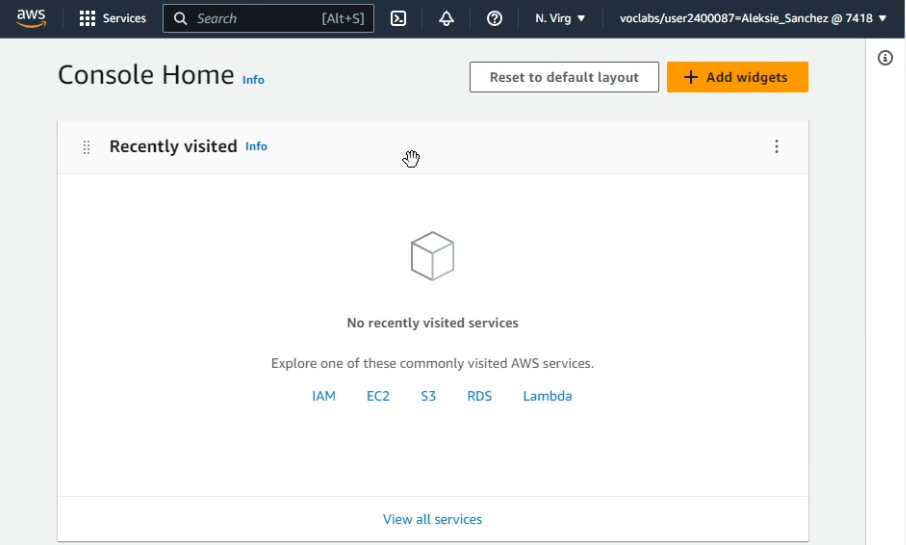 aws Services Search [Alt+S] N. Virg voclabs/user2400087=Aleksie_Sanchez @ 7418
Console Home Info Reset to default layout Add widgets
Recently visited Info
No recently visited services
Explore one of these commonly visited AWS services.
IAM EC2 S3 RDS Lambda
View all services